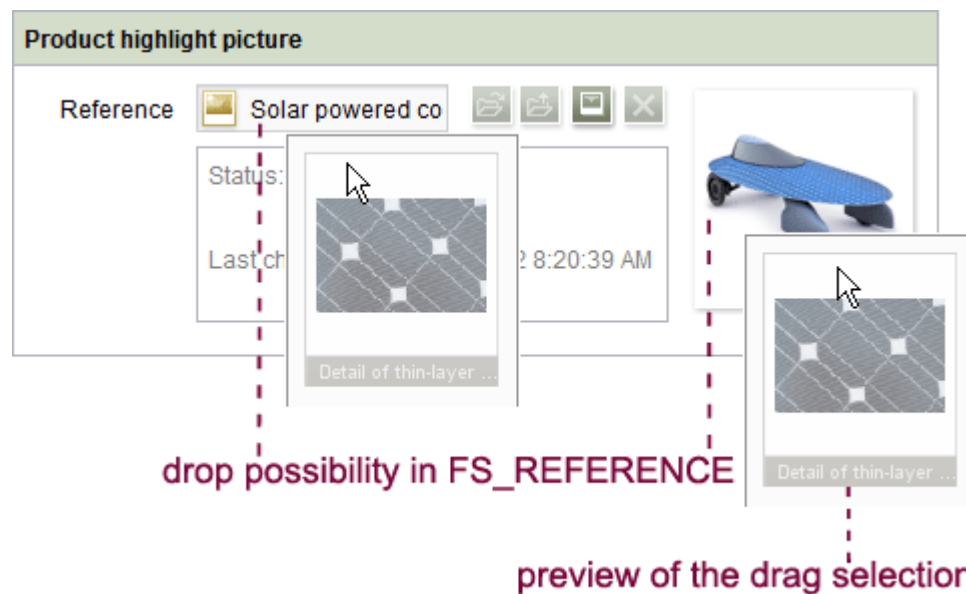 Product highlight picture
Reference Solar powered co
Status:
Last ch 2 8:20:39 AM
Detail of thin-layer ...
Detail of thin-layer ...
drop possibility in FS_REFERENCE
preview of the drag selection